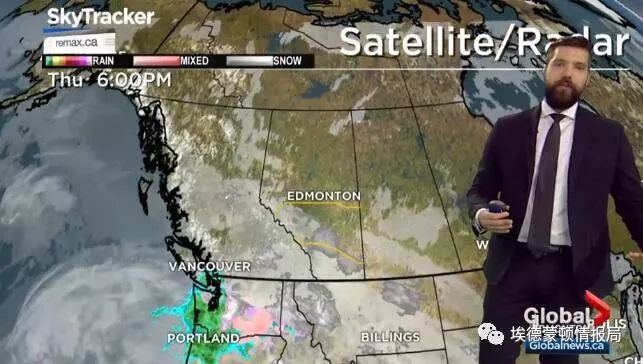 SkyTracker
remax.ca
Satellite/Radar
RAIN
MIXED
SNOW
Thu 6:00PM
EDMONTON
VANCOUVER
PORTLAND
BILLINGS
W
Global
LIS
埃德蒙顿情报局
Globalnews.ca